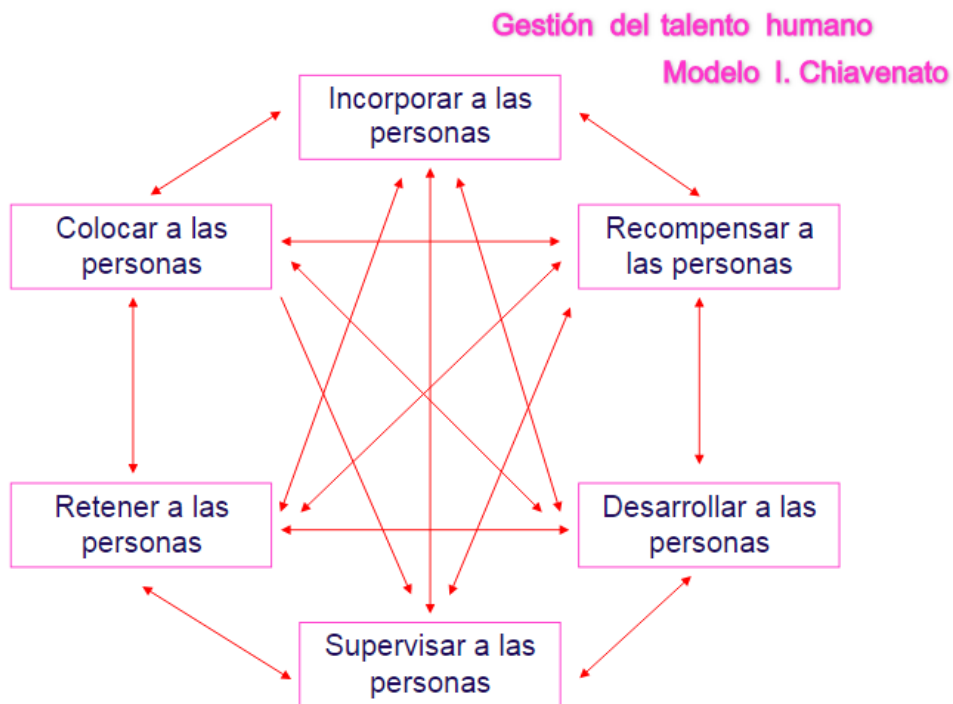 Gestión del talento humano
Modelo I. Chiavenato
Incorporar a las
personas
Colocar a las
personas
Recompensar a
las personas
Retener a las
personas
Desarrollar a las
personas
Supervisar a las
personas